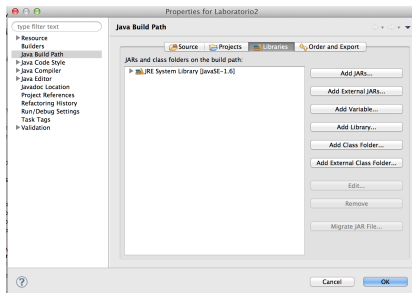 Properties for Laboratorio2
type filter text
Resource
Builders
Java Build Path
Java Code Style
Java Compiler
Java Editor
Javadoc Location
Project References
Refactoring History
Run/Debug Settings
Task Tags
Validation
Java Build Path
Source
Projects
Libraries
Order and Export
JARs and class folders on the build path:
JRE System Library [JavaSE-1.6]
Add JARs...
Add External JARs...
Add Variable...
Add Library...
Add Class Folder...
Add External Class Folder...
Edit...
Remove
Migrate JAR File...
?
Cancel
OK